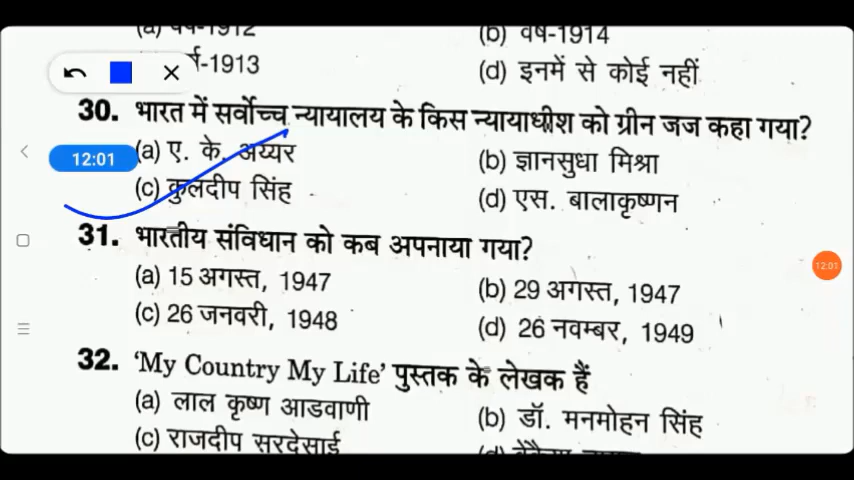 (b) वर्ष-1914
-1913
(d) इनमें से कोई नहीं
30. भारत में सर्वोच्च न्यायालय के किस न्यायाधीश को ग्रीन जज कहा गया?
12:01
(a) ए. के. अय्यर
(b) ज्ञानसुधा मिश्रा
(c) कुलदीप सिंह
(d) एस. बालाकृष्णन
31. भारतीय संविधान को कब अपनाया गया?
12:01
(a) 15 अगस्त, 1947
(b) 29 अगस्त, 1947
(c) 26 जनवरी, 1948
(d) 26 नवम्बर, 1949
32. ‘My Country My Life’ पुस्तक के लेखक हैं
(a) लाल कृष्ण आडवाणी
(b) डॉ. मनमोहन सिंह
(c) राजदीप सरदेसाई